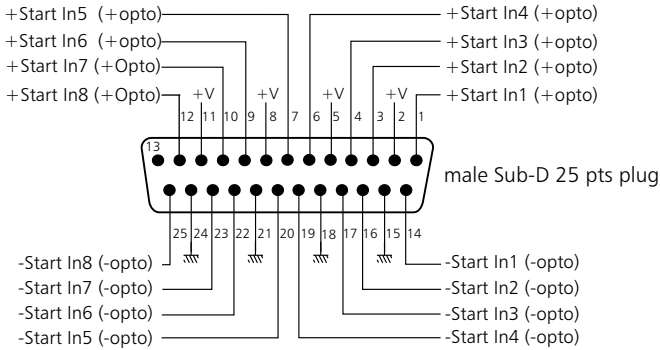 +Start In5 (+opto)
+Start In4 (+opto)
+Start In6 (+opto)
+Start In3 (+opto)
+Start In7 (+Opto)
+Start In2 (+opto)
+Start In8 (+Opto)
+V
+V
+V
+V
+Start In1 (+opto)
12 11 10 9 8 7 6 5 4 3 2 1
13
male Sub-D 25 pts plug
25 24 23 22 21 20 19 18 17 16 15 14
-Start In8 (-opto)
-Start In1 (-opto)
-Start In7 (-opto)
-Start In2 (-opto)
-Start In6 (-opto)
-Start In3 (-opto)
-Start In5 (-opto)
-Start In4 (-opto)